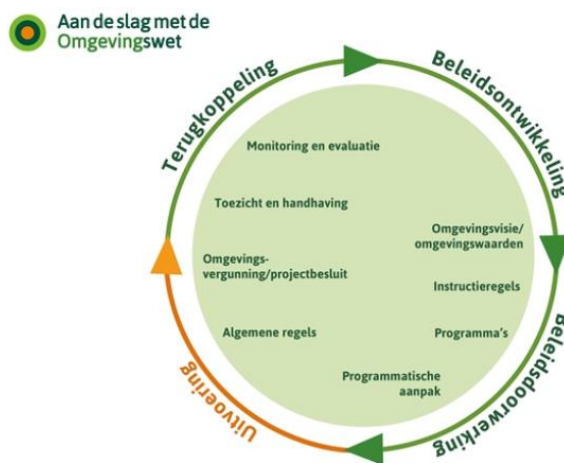 Aan de slag met de
Omgevingswet
Terugkoppeling
Beleidsontwikkeling
Monitoring en evaluatie
Toezicht en handhaving
Omgevingsvisie/
omgevingswaarden
Omgevings-
vergunning/projectbesluit
Instructieregels
Algemene regels
Programma's
Programmatische
aanpak
Uitvoering
Beleidsdoorwerking